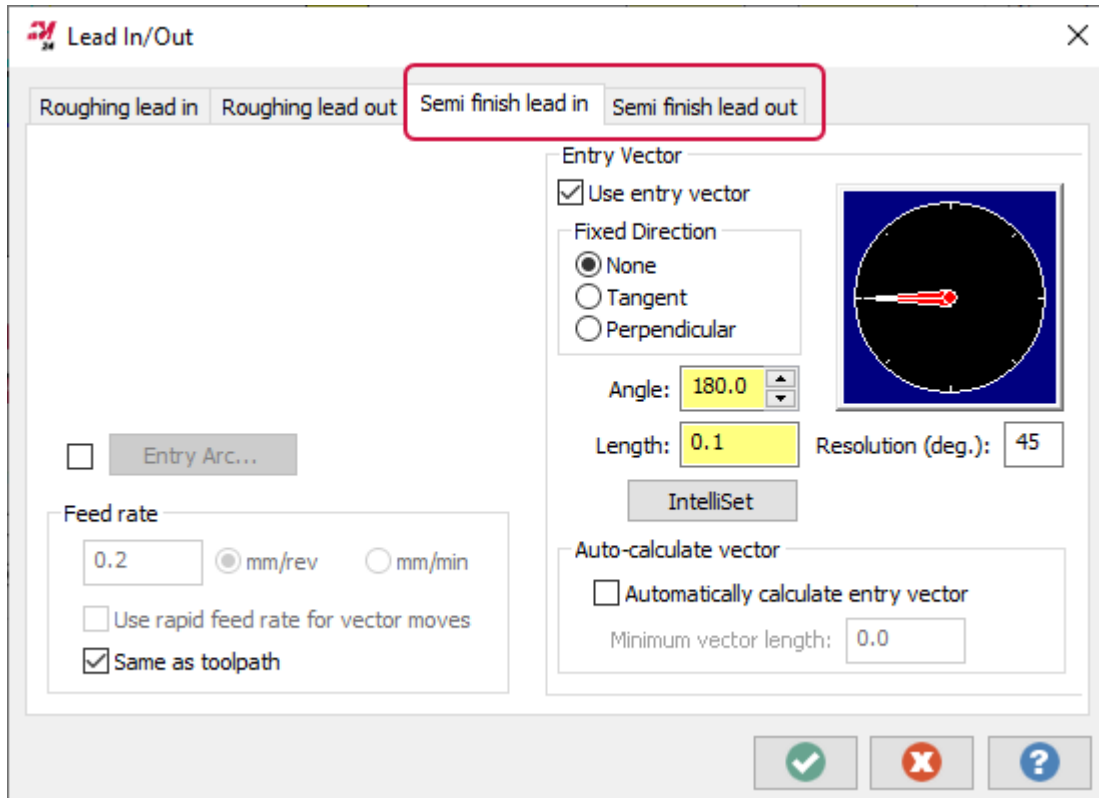 24
Lead In/Out
Roughing lead in Roughing lead out Semi finish lead in Semi finish lead out
Entry Vector
Use entry vector
Fixed Direction
None
Tangent
Perpendicular
Angle: 180.0
Length: 0.1 Resolution (deg.): 45
IntelliSet
Entry Arc...
Feed rate
0.2 mm/rev mm/min
Use rapid feed rate for vector moves
Same as toolpath
Auto-calculate vector
Automatically calculate entry vector
Minimum vector length: 0.0
?